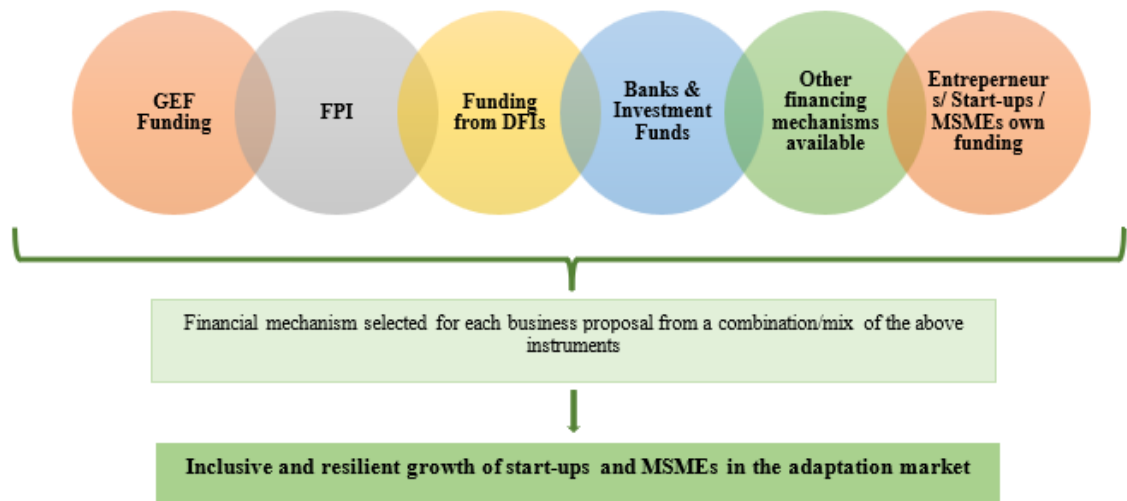 GEF
Funding
FPI
Funding
from DFIs
Banks &
Investment
Funds
Other
financing
mechanisms
available
Entreperneur
s/ Start-ups /
MSMEs own
funding
Financial mechanism selected for each business proposal from a combination/mix of the above
instruments
Inclusive and resilient growth of start-ups and MSMEs in the adaptation market